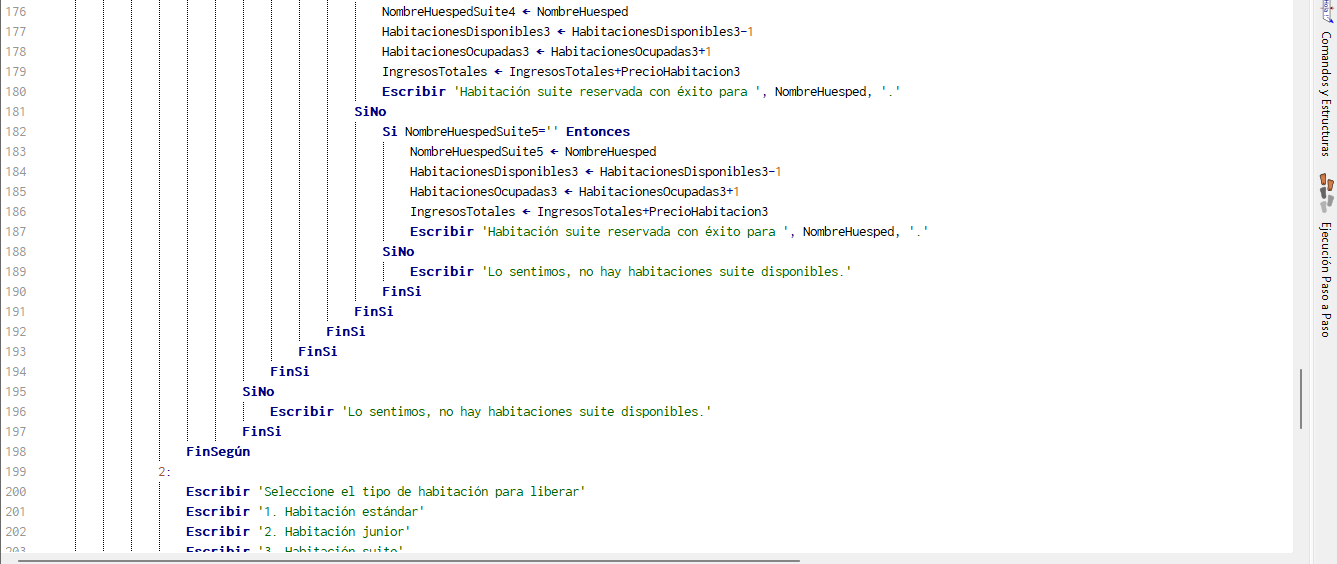 176 NombreHuespedSuite4 ← NombreHuesped
177 HabitacionesDisponibles3 ← HabitacionesDisponibles3-1
178 HabitacionesOcupadas3 ← HabitacionesOcupadas3+1
179 IngresosTotales ← IngresosTotales+PrecioHabitacion3
180 Escribir 'Habitación suite reservada con éxito para ', NombreHuesped, '.'
181 SiNo
182 Si NombreHuespedSuite5='' Entonces
183 NombreHuespedSuite5 ← NombreHuesped
184 HabitacionesDisponibles3 ← HabitacionesDisponibles3-1
185 HabitacionesOcupadas3 ← HabitacionesOcupadas3+1
186 IngresosTotales ← IngresosTotales+PrecioHabitacion3
187 Escribir 'Habitación suite reservada con éxito para ', NombreHuesped, '.'
188 SiNo
189 Escribir 'Lo sentimos, no hay habitaciones suite disponibles.'
190 FinSi
191 FinSi
192 FinSi
193 FinSi
194 FinSi
195 SiNo
196 Escribir 'Lo sentimos, no hay habitaciones suite disponibles.'
197 FinSi
198 FinSegún
199 2:
200 Escribir 'Seleccione el tipo de habitación para liberar'
201 Escribir '1. Habitación estándar'
202 Escribir '2. Habitación junior'
203 Escribir '3. Habitación suite'
Comandos y Estructuras
Ejecución Paso a Paso